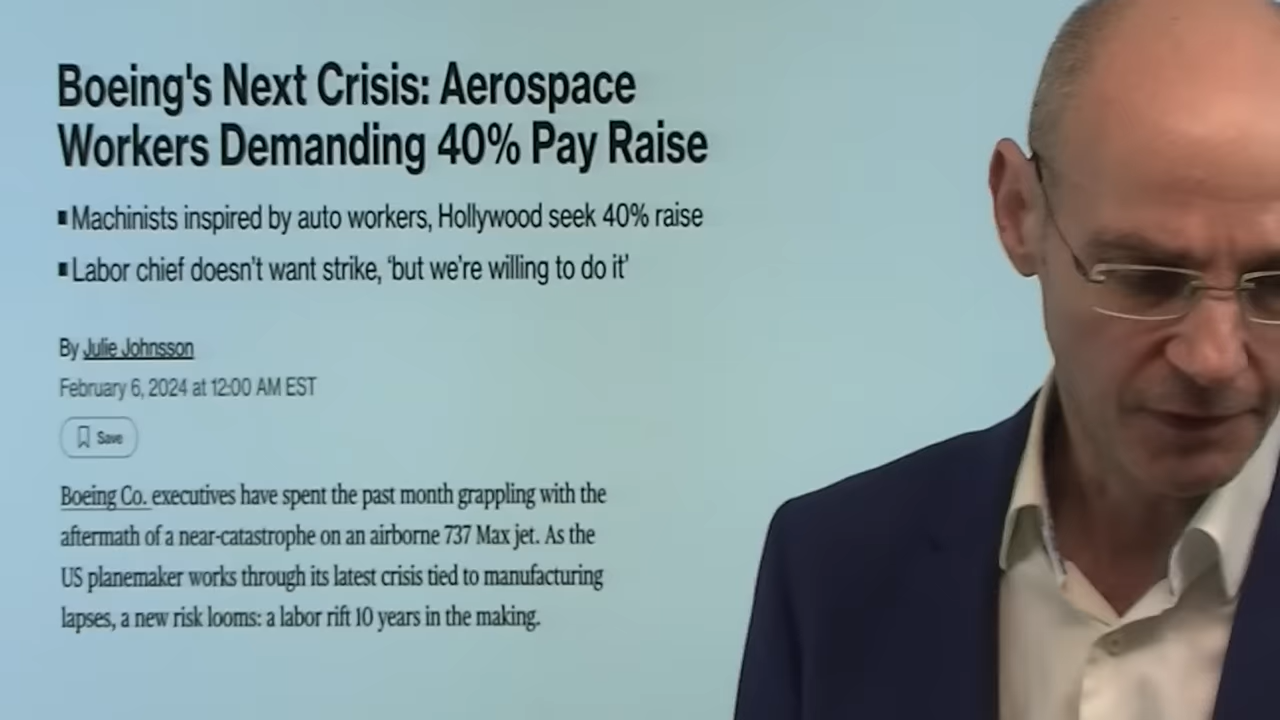 Boeing's Next Crisis: Aerospace
Workers Demanding 40% Pay Raise
Machinists inspired by auto workers, Hollywood seek 40% raise
Labor chief doesn't want strike, 'but we're willing to do it'
By Julie Johnsson
February 6, 2024 at 12:00 AM EST
Save
Boeing Co. executives have spent the past month grappling with the
aftermath of a near-catastrophe on an airborne 737 Max jet. As the
US planemaker works through its latest crisis tied to manufacturing
lapses, a new risk looms: a labor rift 10 years in the making.